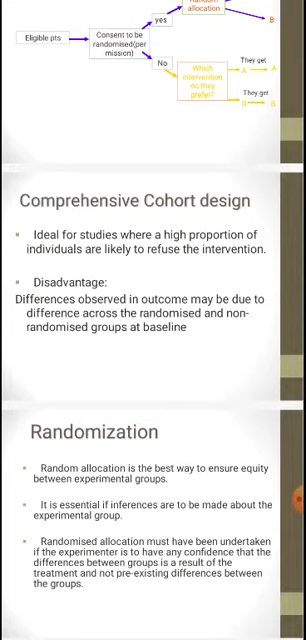 Random
allocation
yes
B
Eligible pts
Consent to be
randomised(per
mission)
No
Which
intervention
do they
prefer?
They get
A
A
They get
B
B
Comprehensive Cohort design
Ideal for studies where a high proportion of
individuals are likely to refuse the intervention.
Disadvantage:
Differences observed in outcome may be due to
difference across the randomised and non-
randomised groups at baseline
Randomization
Random allocation is the best way to ensure equity
between experimental groups.
It is essential if inferences are to be made about the
experimental group.
Randomised allocation must have been undertaken
if the experimenter is to have any confidence that the
differences between groups is a result of the
treatment and not pre-existing differences between
the groups.